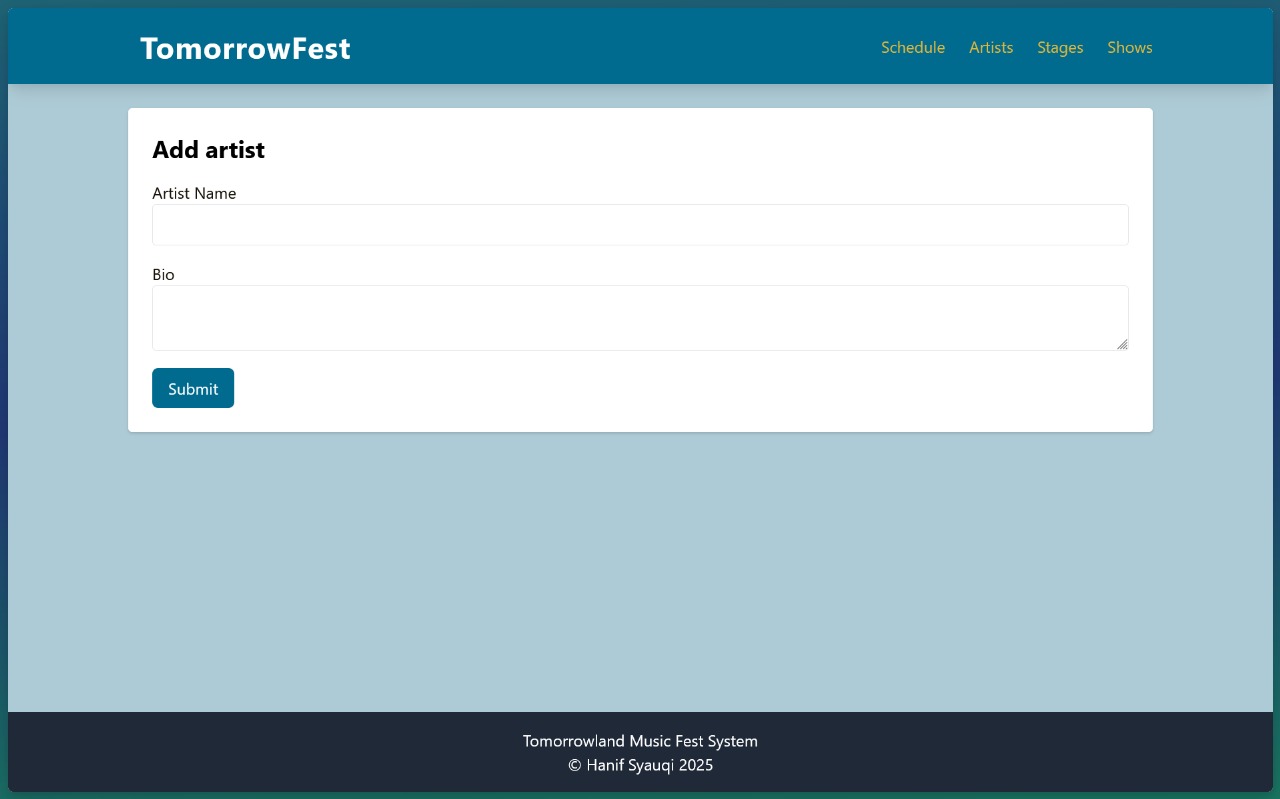 TomorrowFest
Schedule Artists Stages Shows
Add artist
Artist Name
Bio
Submit
Tomorrowland Music Fest System
© Hanif Syauqi 2025